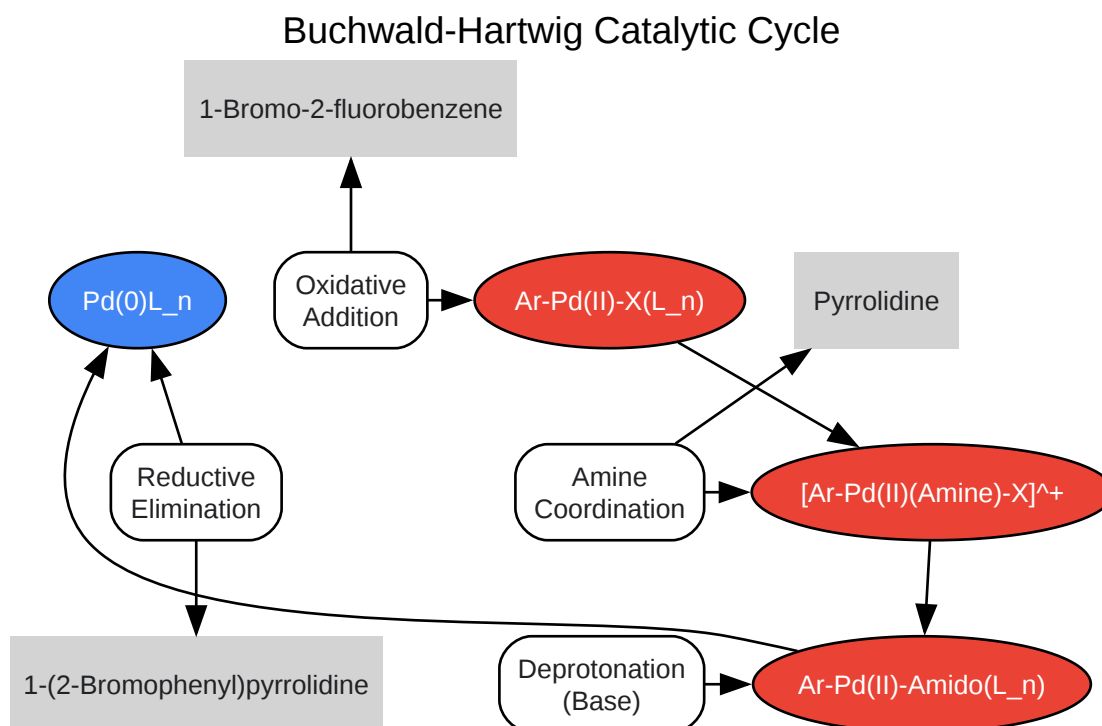 Buchwald-Hartwig Catalytic Cycle
1-Bromo-2-fluorobenzene
Pd(0)L_n
Oxidative
Addition
Ar-Pd(II)-X(L_n)
Pyrrolidine
Reductive
Elimination
Amine
Coordination
[Ar-Pd(II)(Amine)-X]^+
1-(2-Bromophenyl)pyrrolidine
Deprotonation
(Base)
Ar-Pd(II)-Amido(L_n)